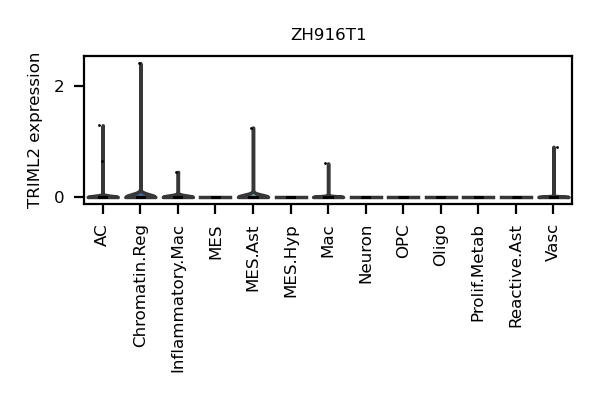 ZH916T1
TRIML2 expression
2
0
AC
Chromatin.Reg
Inflammatory.Mac
MES
MES.Ast
MES.Hyp
Mac
Neuron
OPC
Oligo
Prolif.Metab
Reactive.Ast
Vasc